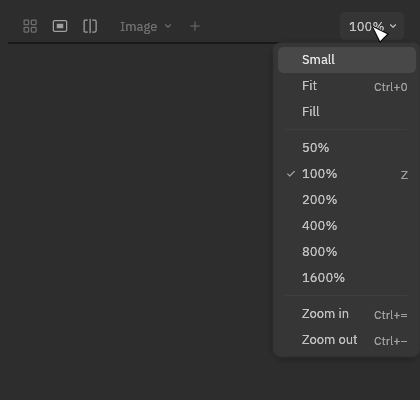 Image
100%
Small
Fit Ctrl+0
Fill
50%
100% Z
200%
400%
800%
1600%
Zoom in Ctrl+=
Zoom out Ctrl+−